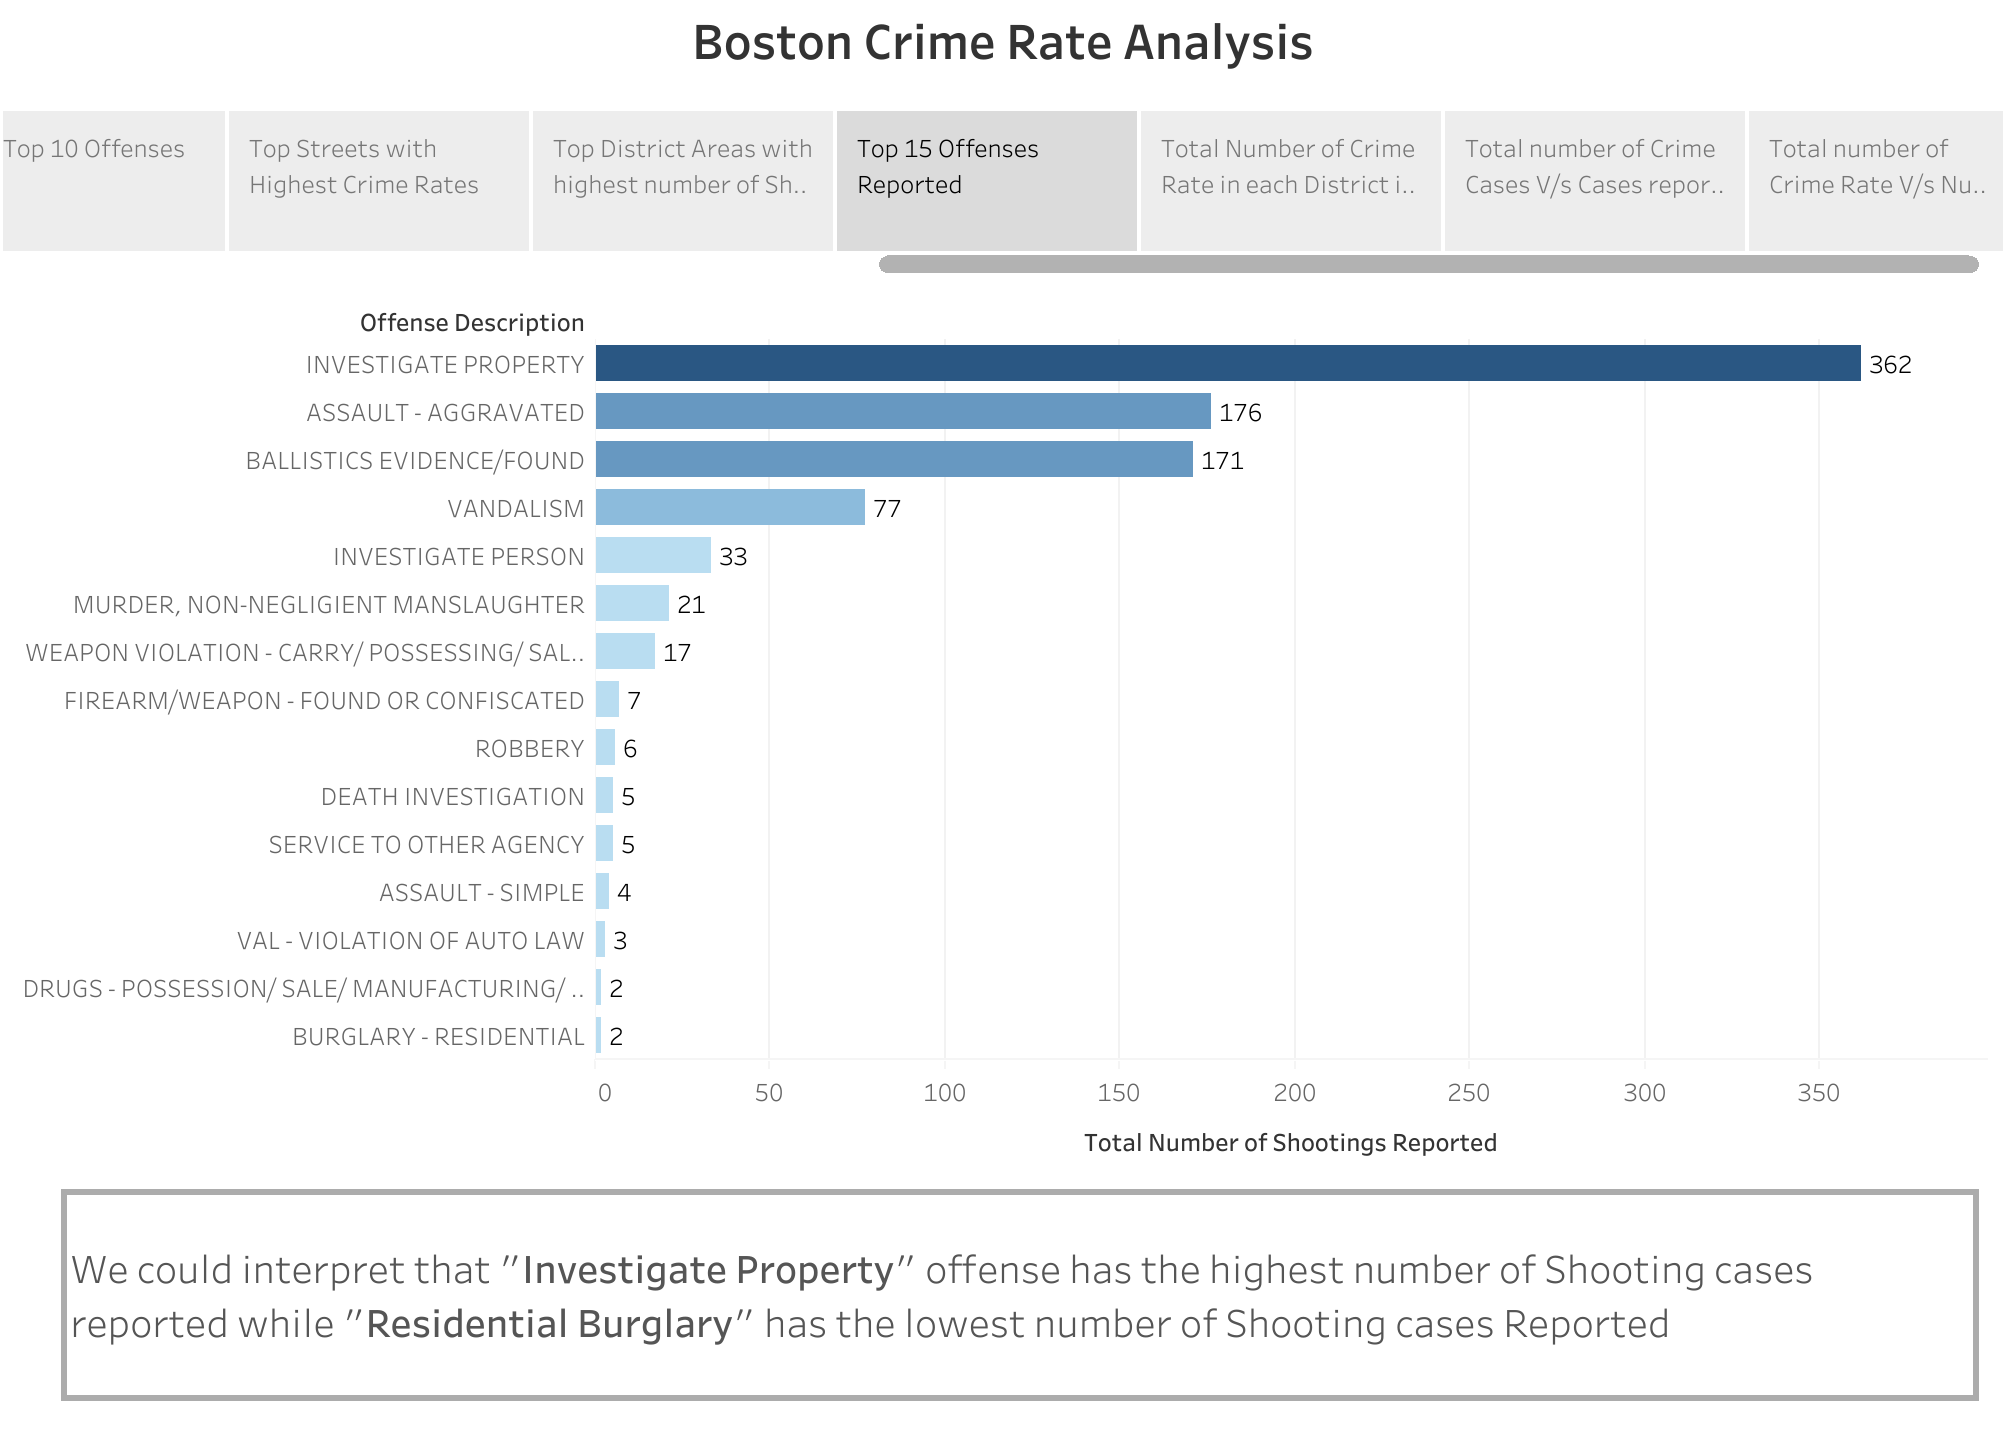 Boston Crime Rate Analysis
Top 10 Offenses
Top Streets with
Highest Crime Rates
Top District Areas with
highest number of Sh..
Top 15 Offenses
Reported
Total Number of Crime
Rate in each District i..
Total number of Crime
Cases V/s Cases repor..
Total number of
Crime Rate V/s Nu..
Offense Description
INVESTIGATE PROPERTY 362
ASSAULT - AGGRAVATED 176
BALLISTICS EVIDENCE/FOUND 171
VANDALISM 77
INVESTIGATE PERSON 33
MURDER, NON-NEGLIGIENT MANSLAUGHTER 21
WEAPON VIOLATION - CARRY/ POSSESSING/ SAL.. 17
FIREARM/WEAPON - FOUND OR CONFISCATED 7
ROBBERY 6
DEATH INVESTIGATION 5
SERVICE TO OTHER AGENCY 5
ASSAULT - SIMPLE 4
VAL - VIOLATION OF AUTO LAW 3
DRUGS - POSSESSION/ SALE/ MANUFACTURING/ .. 2
BURGLARY - RESIDENTIAL 2
0 50 100 150 200 250 300 350
Total Number of Shootings Reported
We could interpret that "Investigate Property" offense has the highest number of Shooting cases
reported while "Residential Burglary" has the lowest number of Shooting cases Reported